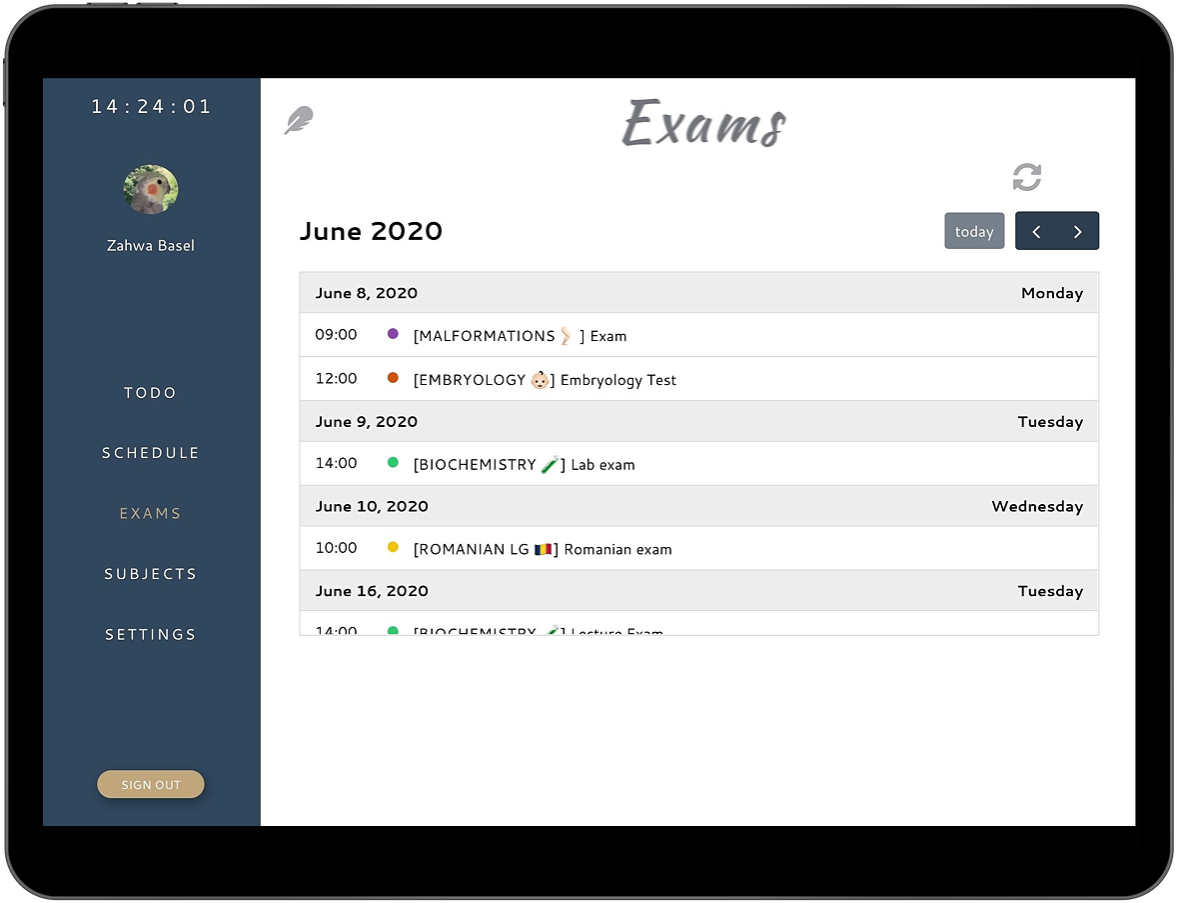 14:24:01
Zahwa Basel
TODO
SCHEDULE
EXAMS
SUBJECTS
SETTINGS
SIGN OUT
Exams
June 2020
today
June 8, 2020 Monday
09:00 [MALFORMATIONS 🦵🏻 ] Exam
12:00 [EMBRYOLOGY 👶🏻] Embryology Test
June 9, 2020 Tuesday
14:00 [BIOCHEMISTRY 🧪] Lab exam
June 10, 2020 Wednesday
10:00 [ROMANIAN LG 🇷🇴] Romanian exam
June 16, 2020 Tuesday
14:00 [BIOCHEMISTRY 🧪] Lecture Exam